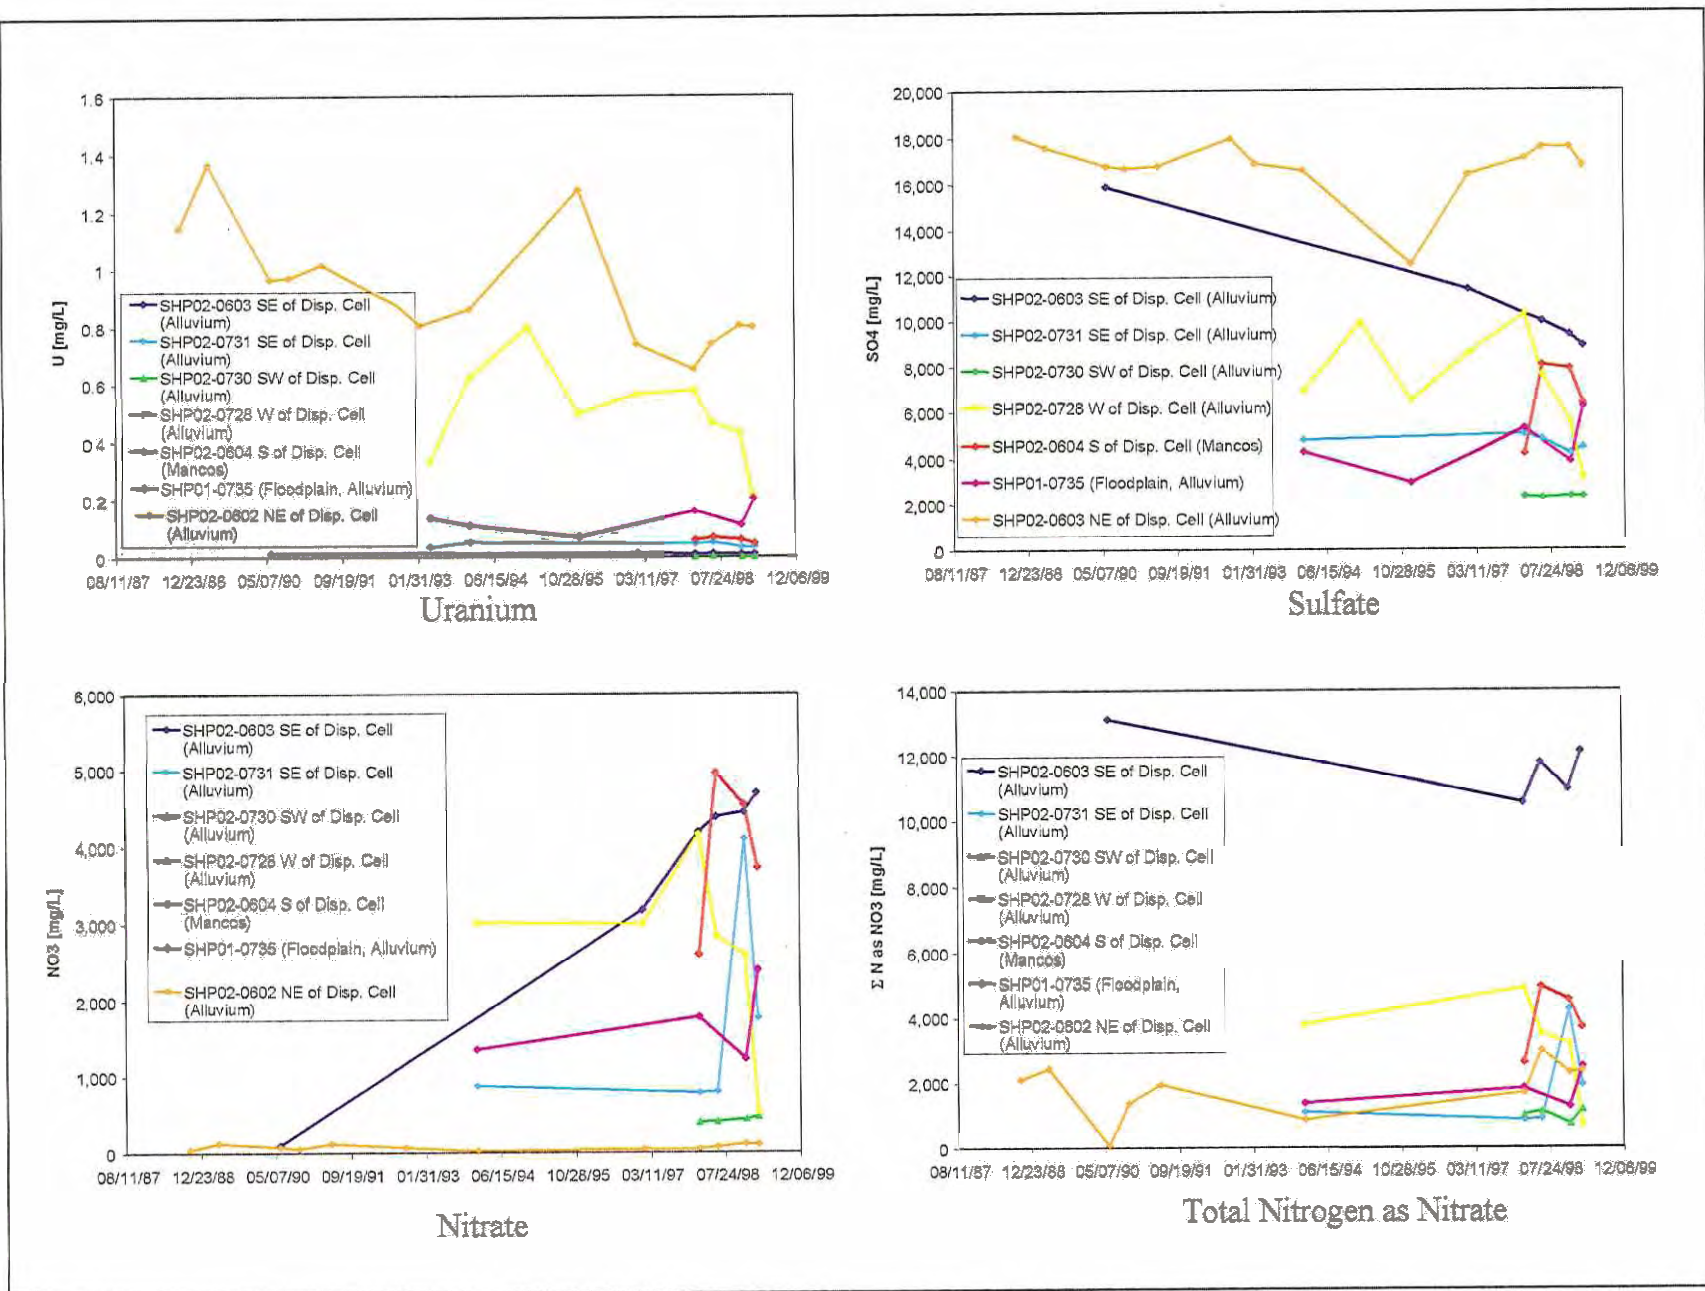 1.6
1.4
1.2
1
0.8
0.6
0.4
0.2
0
U [mg/L]
SHP02-0603 SE of Disp. Cell
(Alluvium)
SHP02-0731 SE of Disp. Cell
(Alluvium)
SHP02-0730 SW of Disp. Cell
(Alluvium)
SHP02-0728 W of Disp. Cell
(Alluvium)
SHP02-0604 S of Disp. Cell
(Mancos)
SHP01-0735 (Floodplain, Alluvium)
SHP02-0602 NE of Disp. Cell
(Alluvium)
08/11/87 12/23/88 05/07/90 09/19/91 01/31/93 06/15/94 10/28/95 03/11/97 07/24/98 12/06/99
Uranium
20,000
18,000
16,000
14,000
12,000
10,000
8,000
6,000
4,000
2,000
0
SO4 [mg/L]
SHP02-0603 SE of Disp. Cell (Alluvium)
SHP02-0731 SE of Disp. Cell (Alluvium)
SHP02-0730 SW of Disp. Cell (Alluvium)
SHP02-0728 W of Disp. Cell (Alluvium)
SHP02-0604 S of Disp. Cell (Mancos)
SHP01-0735 (Floodplain, Alluvium)
SHP02-0603 NE of Disp. Cell (Alluvium)
08/11/87 12/23/88 05/07/90 09/19/91 01/31/93 06/15/94 10/28/95 03/11/97 07/24/98 12/06/99
Sulfate
6,000
5,000
4,000
3,000
2,000
1,000
0
NO3 [mg/L]
SHP02-0603 SE of Disp. Cell
(Alluvium)
SHP02-0731 SE of Disp. Cell
(Alluvium)
SHP02-0730 SW of Disp. Cell
(Alluvium)
SHP02-0728 W of Disp. Cell
(Alluvium)
SHP02-0604 S of Disp. Cell
(Mancos)
SHP01-0735 (Floodplain, Alluvium)
SHP02-0602 NE of Disp. Cell
(Alluvium)
08/11/87 12/23/88 05/07/90 09/19/91 01/31/93 06/15/94 10/28/95 03/11/97 07/24/98 12/06/99
Nitrate
14,000
12,000
10,000
8,000
6,000
4,000
2,000
0
Σ N as NO3 [mg/L]
SHP02-0603 SE of Disp. Cell
(Alluvium)
SHP02-0731 SE of Disp. Cell
(Alluvium)
SHP02-0730 SW of Disp. Cell
(Alluvium)
SHP02-0728 W of Disp. Cell
(Alluvium)
SHP02-0604 S of Disp. Cell
(Mancos)
SHP01-0735 (Floodplain,
Alluvium)
SHP02-0602 NE of Disp. Cell
(Alluvium)
08/11/87 12/23/88 05/07/90 09/19/91 01/31/93 06/15/94 10/28/95 03/11/97 07/24/98 12/06/99
Total Nitrogen as Nitrate